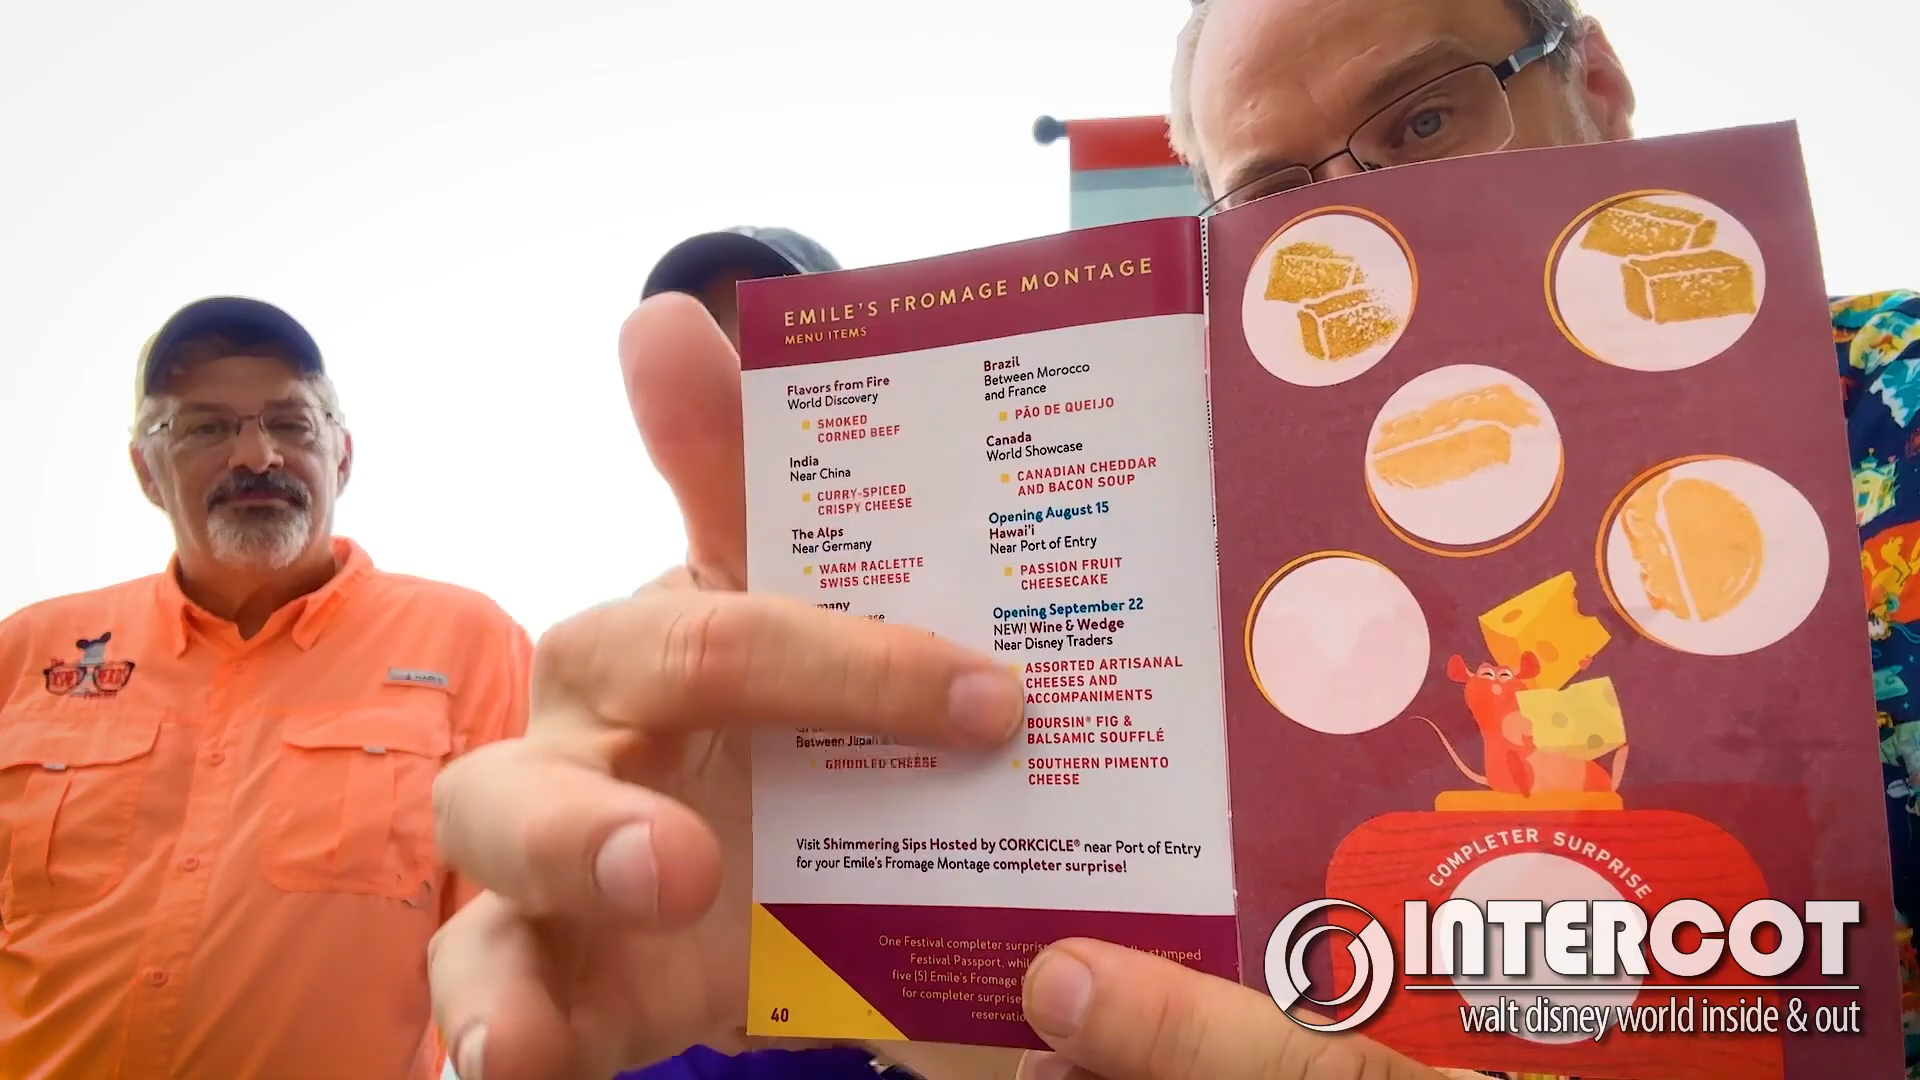 EMILE'S FROMAGE MONTAGE
MENU ITEMS
Flavors from Fire
World Discovery
SMOKED
CORNED BEEF
India
Near China
CURRY-SPICED
CRISPY CHEESE
The Alps
Near Germany
WARM RACLETTE
SWISS CHEESE
Between
GRIDDLED CHEESE
Brazil
Between Morocco
and France
PÃO DE QUEIJO
Canada
World Showcase
CANADIAN CHEDDAR
AND BACON SOUP
Opening August 15
Hawai'i
Near Port of Entry
PASSION FRUIT
CHEESECAKE
Opening September 22
NEW! Wine & Wedge
Near Disney Traders
ASSORTED ARTISANAL
CHEESES AND
ACCOMPANIMENTS
BOURSIN® FIG &
BALSAMIC SOUFFLÉ
SOUTHERN PIMENTO
CHEESE
Visit Shimmering Sips Hosted by CORKCICLE® near Port of Entry
for your Emile's Fromage Montage completer surprise!
One Festival completer surprise stamped
Festival Passport,
five (5) Emile's Fromage
for completer surprise
40
COMPLETER SURPRISE
INTERCOT
walt disney world inside & out